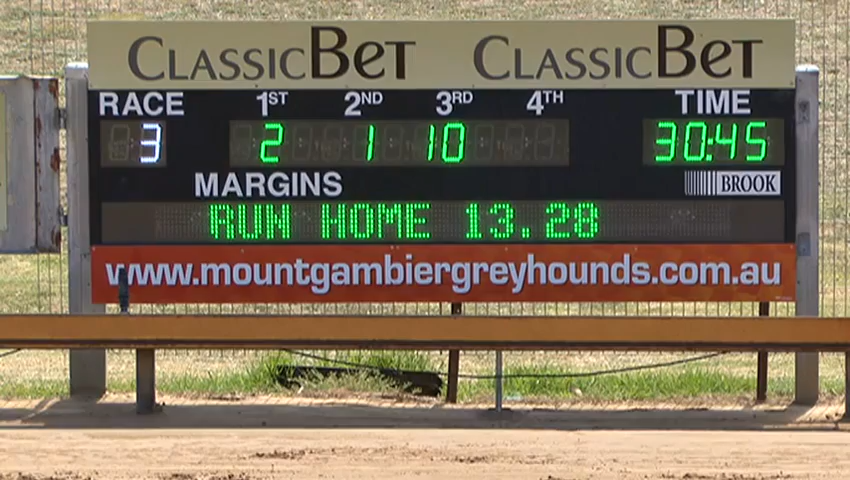 CLASSICBET CLASSICBET
RACE 1ST 2ND 3RD 4TH TIME
3 2 1 10 30:45
MARGINS BROOK
RUN HOME 13.28
www.mountgambiergreyhounds.com.au